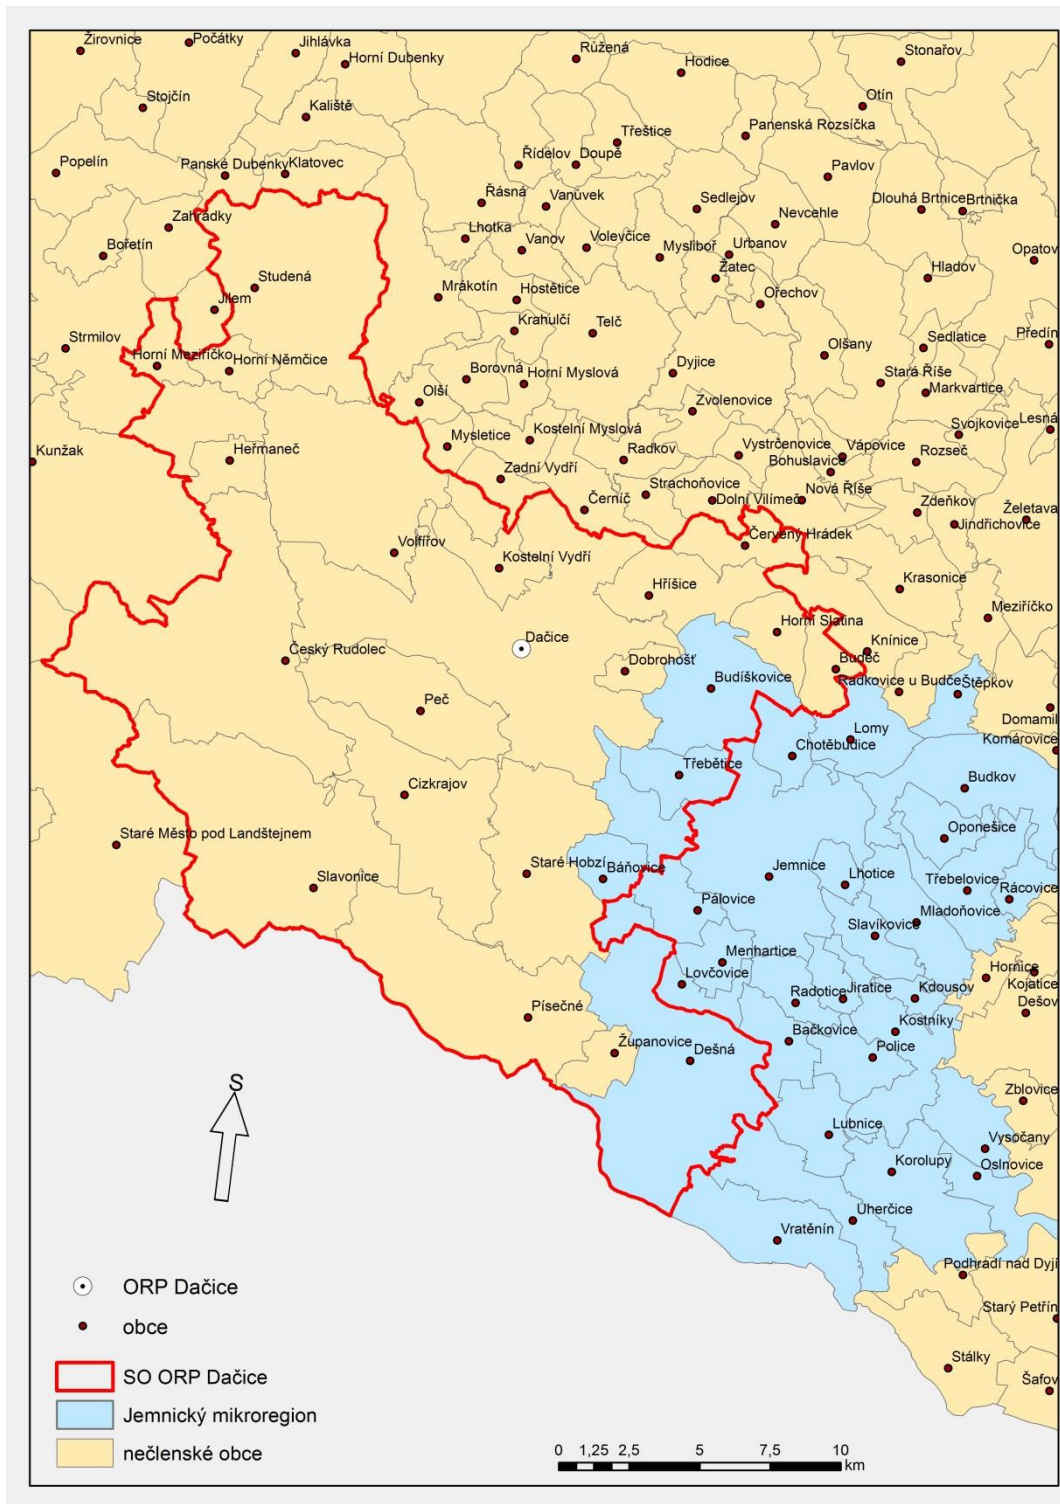 Žirovnice
Počátky
Jihlávka
Horní Dubenky
Růžená
Hodice
Stonařov
Stojčín
Kaliště
Otín
Třeštice
Panenská Rozsíčka
Popelín
Panské Dubenky
Klatovec
Řídelov
Doupě
Pavlov
Řásná
Vanůvek
Sedlejov
Nevcehle
Dlouhá Brtnice
Brtnička
Zahrádky
Bořetín
Lhotka
Vanov
Volevčice
Myslibоř
Urbanov
Žatec
Hladov
Opatov
Studená
Jilem
Mrákotín
Hostětice
Ořechov
Strmilov
Krahulčí
Telč
Olšany
Sedlatice
Předín
Horní Meziříčko
Horní Němčice
Borovná
Horní Myslová
Dyjice
Stará Říše
Markvartice
Olší
Zvolenovice
Svojkovice
Lesná
Kunžak
Heřmaneč
Mysletice
Kostelní Myslová
Radkov
Vystrčenovice
Vápovice
Bohuslavice
Rozseč
Zadní Vydří
Strachoňovice
Dolní Vilímeč
Nová Říše
Černíč
Zdeňkov
Jindřichovice
Želetava
Volfířov
Kostelní Vydří
Červený Hrádek
Hříšice
Krasonice
Meziříčko
Dačice
Horní Slatina
Knínice
Český Rudolec
Dobrohošť
Budeč
Budíškovice
Radkovice u Budče
Štěpkov
Peč
Domamil
Lomy
Chotěbudice
Komárovice
Třebětice
Cizkrajov
Budkov
Staré Město pod Landštejnem
Oponešice
Slavonice
Staré Hobzí
Báňovice
Jemnice
Lhotice
Třebelovice
Rácovice
Pálovice
Slavíkovice
Mladoňovice
Menhartice
Lovčovice
Hornice
Kojatice
Radotice
Jiratice
Kdousov
Dešov
Písečné
Bačkovice
Kostníky
Županovice
Dešná
Police
Zblovice
S
Lubnice
Vysočany
Korolupy
Oslnovice
Uherčice
Vratěnín
Podhradí nad Dyjí
Starý Petřín
Stálky
Šafov
ORP Dačice
obce
SO ORP Dačice
Jemnický mikroregion
nečlenské obce
0 1,25 2,5 5 7,5 10
km